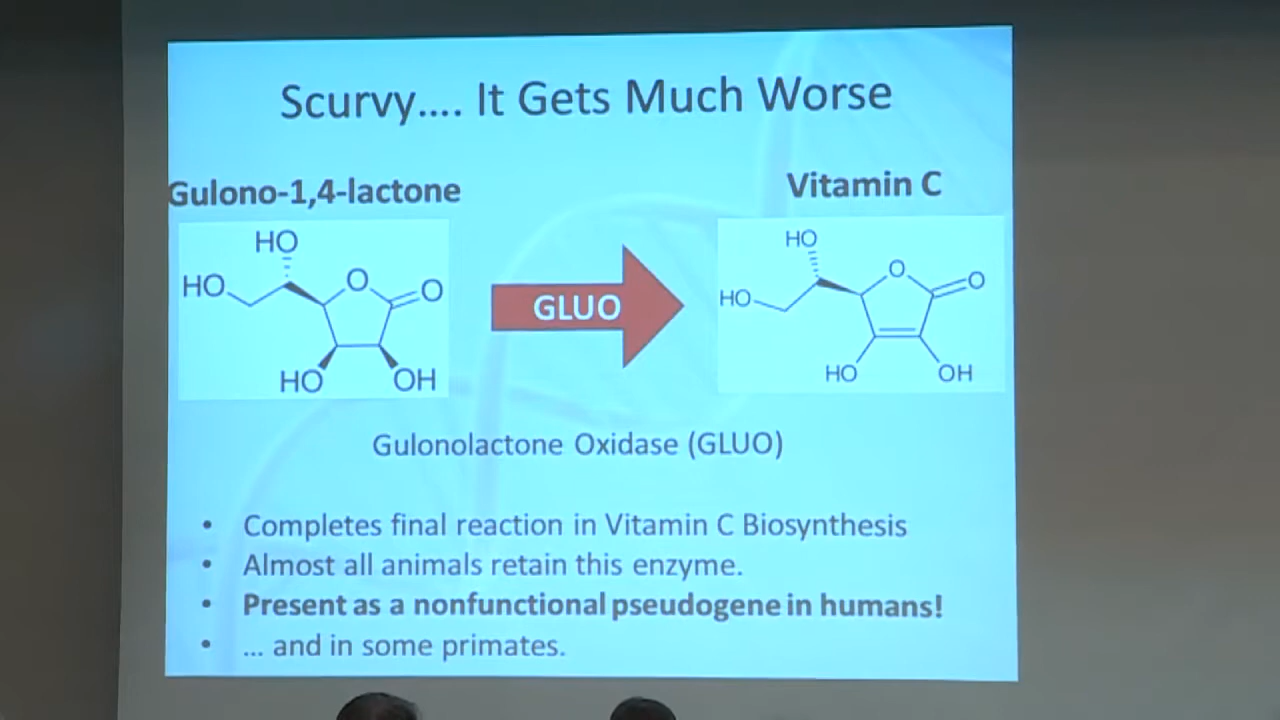 Scurvy.... It Gets Much Worse
Gulono-1,4-lactone
Vitamin C
HO
HO
O
O
HO
OH
GLUO
HO
HO
O
O
HO
OH
Gulonolactone Oxidase (GLUO)
• Completes final reaction in Vitamin C Biosynthesis
• Almost all animals retain this enzyme.
• Present as a nonfunctional pseudogene in humans!
• ... and in some primates.